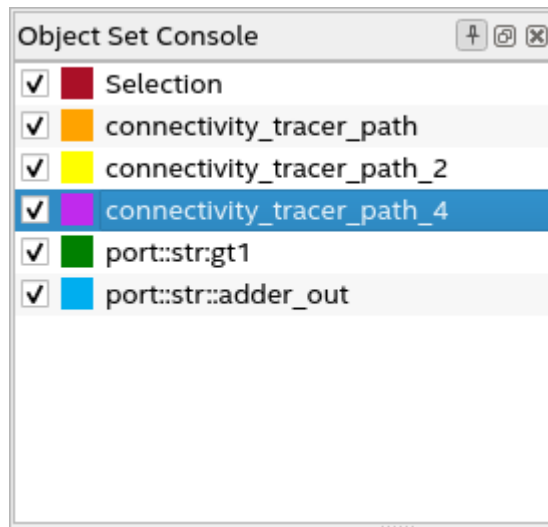 Object Set Console
Selection
connectivity_tracer_path
connectivity_tracer_path_2
connectivity_tracer_path_4
port::str:gt1
port::str::adder_out